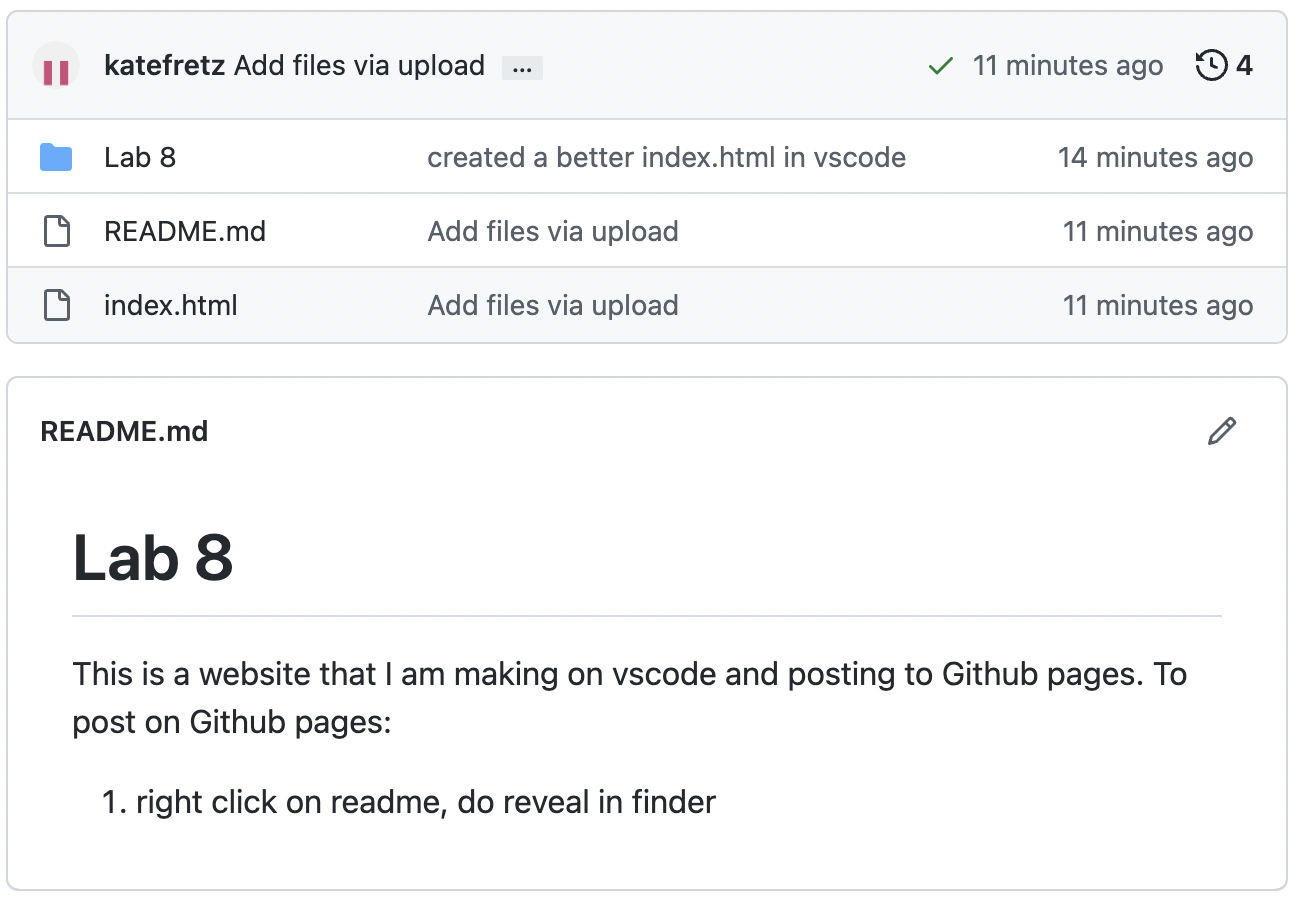 katefretz Add files via upload ... 11 minutes ago 4
Lab 8 created a better index.html in vscode 14 minutes ago
README.md Add files via upload 11 minutes ago
index.html Add files via upload 11 minutes ago
README.md
Lab 8
This is a website that I am making on vscode and posting to Github pages. To
post on Github pages:
1. right click on readme, do reveal in finder